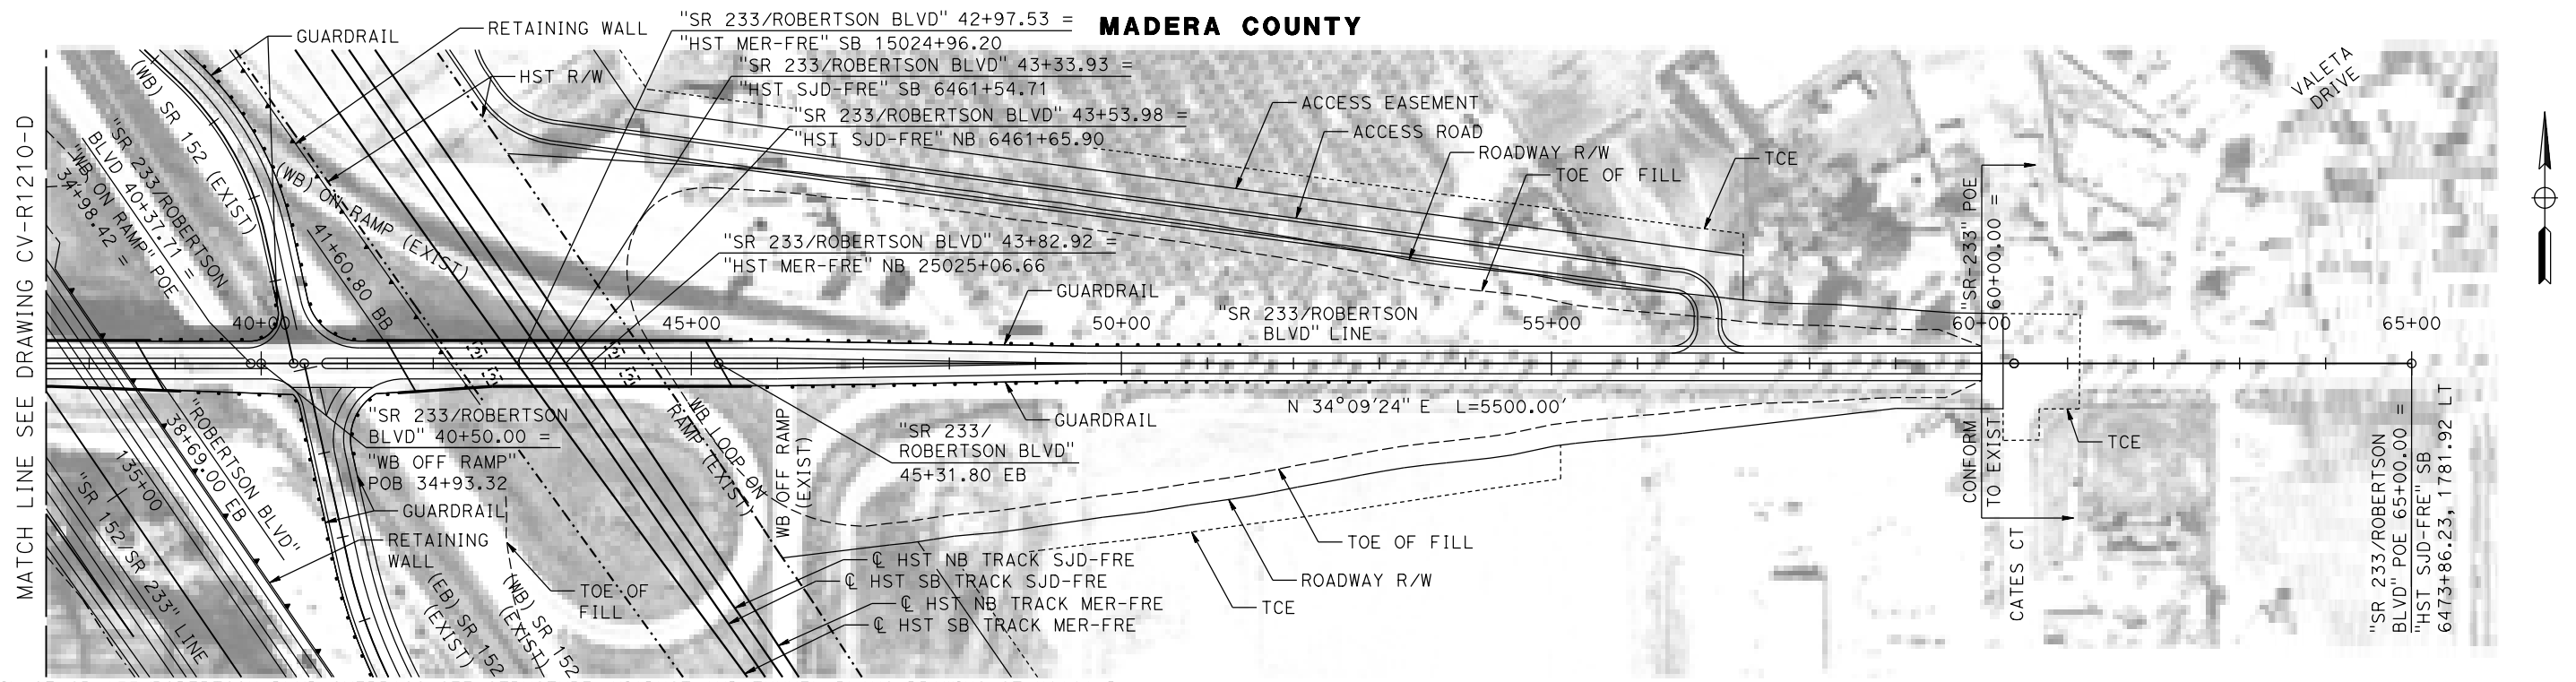 MADERA COUNTY
"SR 233/ROBERTSON BLVD" 42+97.53 =
"HST MER-FRE" SB 15024+96.20
"SR 233/ROBERTSON BLVD" 43+33.93 =
"HST SJD-FRE" SB 6461+54.71
"SR 233/ROBERTSON BLVD" 43+53.98 =
"HST SJD-FRE" NB 6461+65.90
"SR 233/ROBERTSON BLVD" 43+82.92 =
"HST MER-FRE" NB 25025+06.66
GUARDRAIL
RETAINING WALL
HST R/W
ACCESS EASEMENT
ACCESS ROAD
ROADWAY R/W
TOE OF FILL
TCE
VALETA
DRIVE
MATCH LINE SEE DRAWING CV-R1210-D
(WB) SR 152 (EXIST)
"SR 233/ROBERTSON
BLVD 40+37.71 =
"WB ON RAMP" POE
34+98.42 =
(WB) ON-RAMP (EXIST)
41+60.80 BB
GUARDRAIL
40+00
45+00
50+00
55+00
60+00
65+00
"SR 233/ROBERTSON
BLVD" LINE
"SR-233" POE
60+00.00 =
N 34°09'24" E L=5500.00'
GUARDRAIL
"SR 233/
ROBERTSON BLVD"
45+31.80 EB
"SR 233/ROBERTSON
BLVD" 40+50.00 =
"WB OFF RAMP"
POB 34+93.32
GUARDRAIL
RETAINING
WALL
"ROBERTSON BLVD"
38+69.00 EB
135+00
"SR 152/SR 233" LINE
(EB) SR 152
(EXIST)
(WB) SR 152
(EXIST)
TOE OF
FILL
WB LOOP ON
RAMP (EXIST)
WB OFF RAMP
(EXIST)
℄ HST NB TRACK SJD-FRE
℄ HST SB TRACK SJD-FRE
℄ HST NB TRACK MER-FRE
℄ HST SB TRACK MER-FRE
TOE OF FILL
ROADWAY R/W
TCE
CONFORM
TO EXIST
CATES CT
TCE
"SR 233/ROBERTSON
BLVD" POE 65+00.00 =
"HST SJD-FRE" SB
6473+86.23, 1781.92 LT